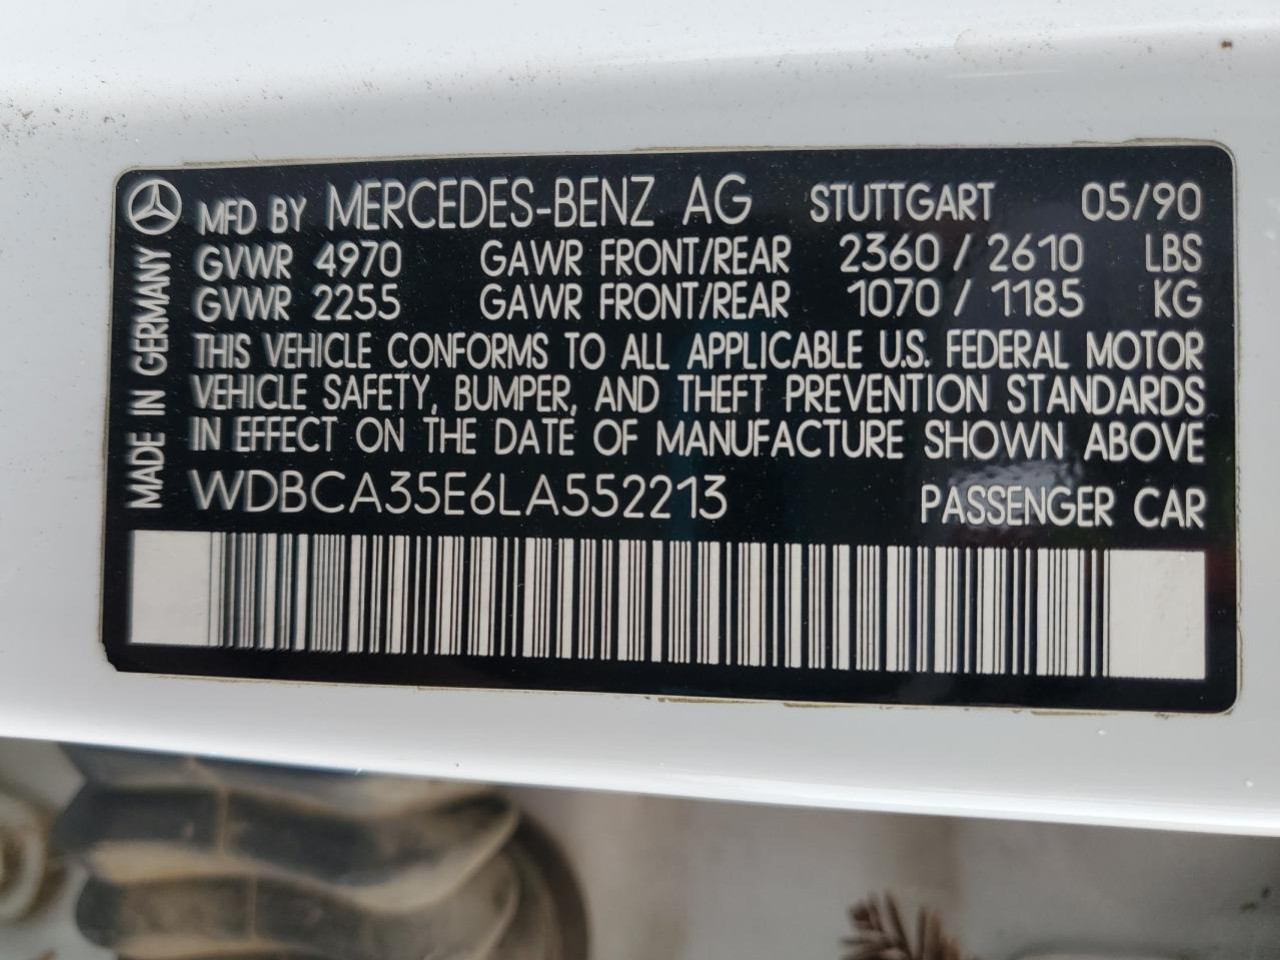 MFD BY MERCEDES-BENZ AG STUTTGART 05/90
GVWR 4970 GAWR FRONT/REAR 2360 / 2610 LBS
GVWR 2255 GAWR FRONT/REAR 1070 / 1185 KG
THIS VEHICLE CONFORMS TO ALL APPLICABLE U.S. FEDERAL MOTOR
VEHICLE SAFETY, BUMPER, AND THEFT PREVENTION STANDARDS
IN EFFECT ON THE DATE OF MANUFACTURE SHOWN ABOVE
WDBCA35E6LA552213 PASSENGER CAR
MADE IN GERMANY